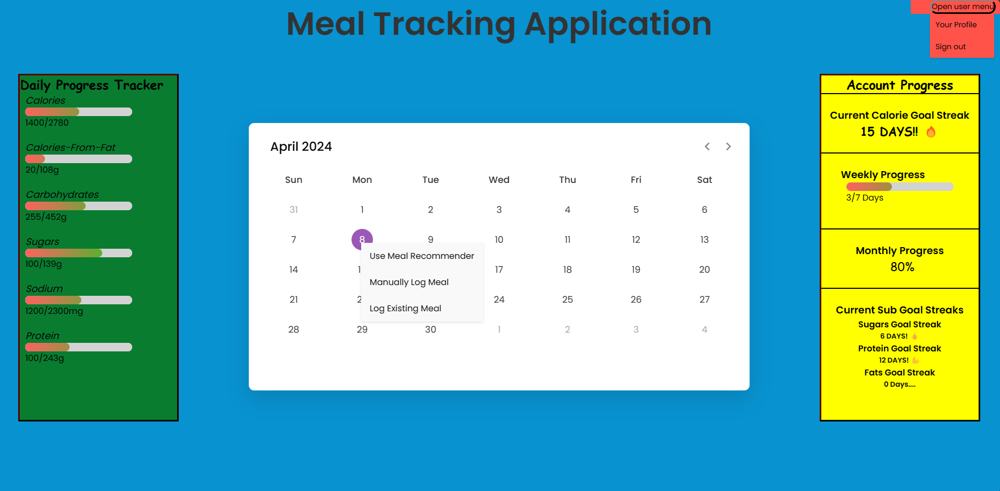 Meal Tracking Application
Open user menu
Your Profile
Sign out
Daily Progress Tracker
Calories
1400/2780
Calories-From-Fat
20/108g
Carbohydrates
255/452g
Sugars
100/139g
Sodium
1200/2300mg
Protein
100/243g
April 2024
Sun Mon Tue Wed Thu Fri Sat
31 1 2 3 4 5 6
7 8 9 10 11 12 13
14 17 18 19 20
21 24 25 26 27
28 29 30 1 2 3 4
Use Meal Recommender
Manually Log Meal
Log Existing Meal
Account Progress
Current Calorie Goal Streak
15 DAYS!! 🔥
Weekly Progress
3/7 Days
Monthly Progress
80%
Current Sub Goal Streaks
Sugars Goal Streak
6 DAYS! 👍
Protein Goal Streak
12 DAYS! 💪
Fats Goal Streak
0 Days....